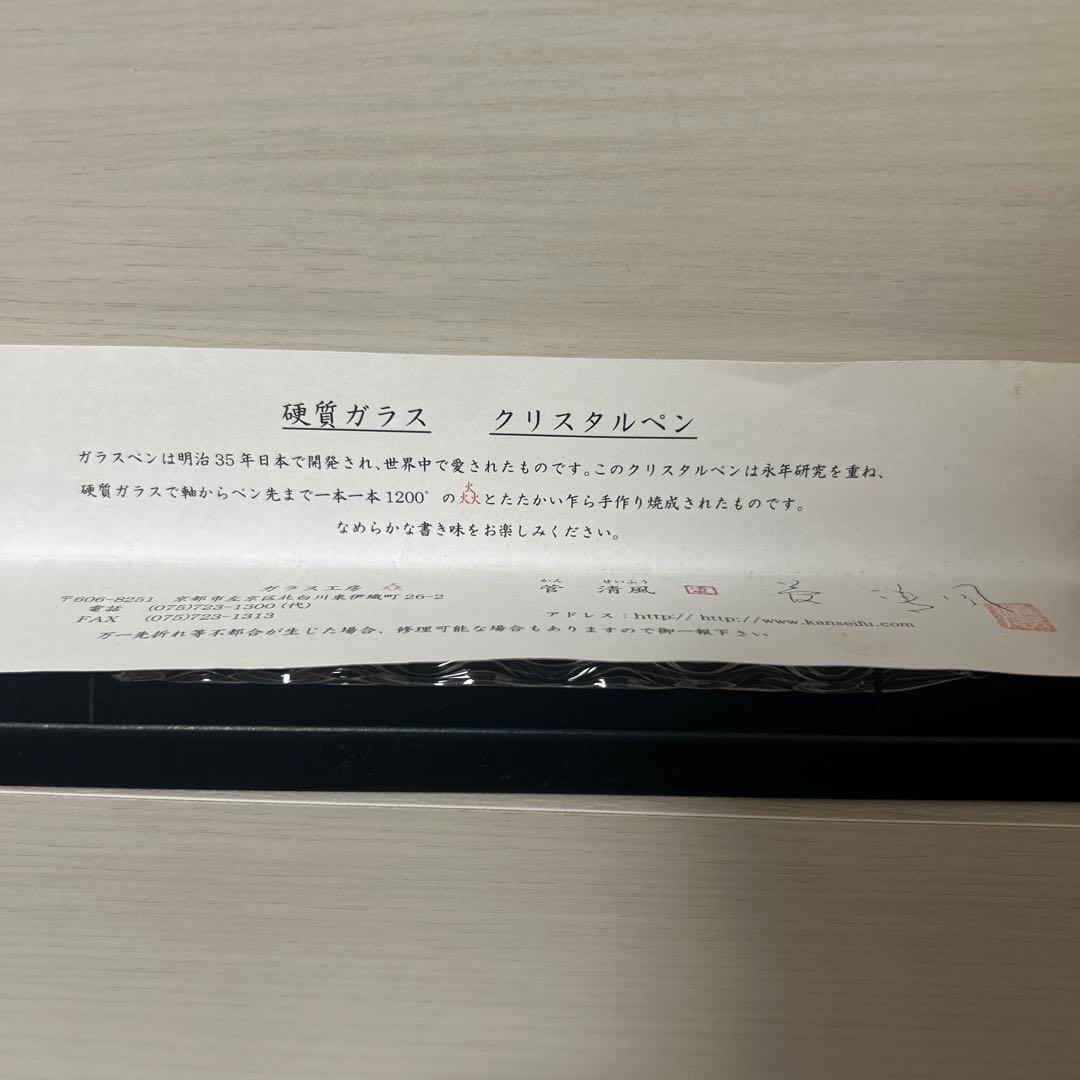 硬質ガラス　クリスタルペン
ガラスペンは明治35年日本で開発され、世界中で愛されたものです。このクリスタルペンは永年研究を重ね、
硬質ガラスで軸からペン先まで一本一本1200°の焱とたたかい乍ら手作り焼成されたものです。
なめらかな書き味をお楽しみください。
ガラス工房 焱
かん　せいふう
菅　清風
〒606-8251　京都市左京区北白川東伊織町26-2
電話　(075)723-1300(代)
FAX　(075)723-1313
アドレス：http// http://www.kanseifu.com
万一先折れ等不都合が生じた場合、修理可能な場合もありますので御一報下さい